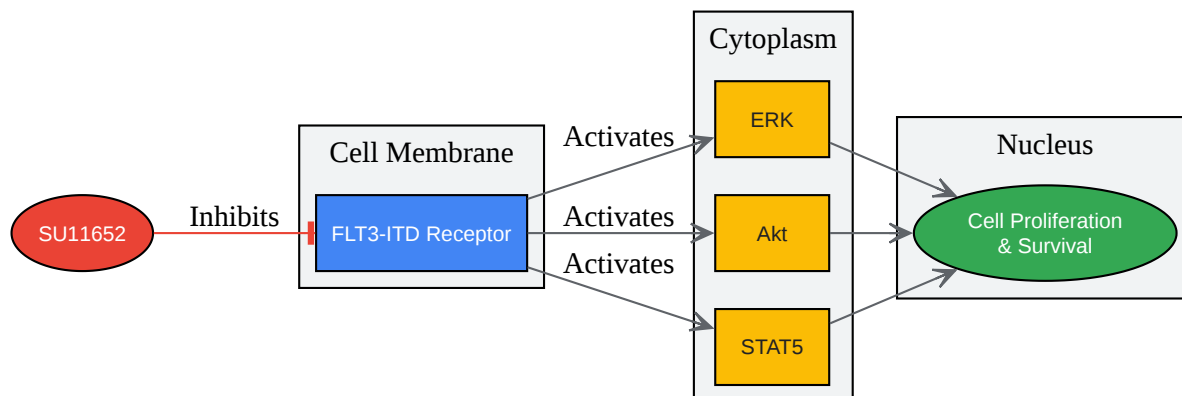 Cytoplasm
ERK
Activates
Cell Membrane
Nucleus
SU11652
Inhibits
FLT3-ITD Receptor
Activates
Akt
Cell Proliferation
& Survival
Activates
STAT5